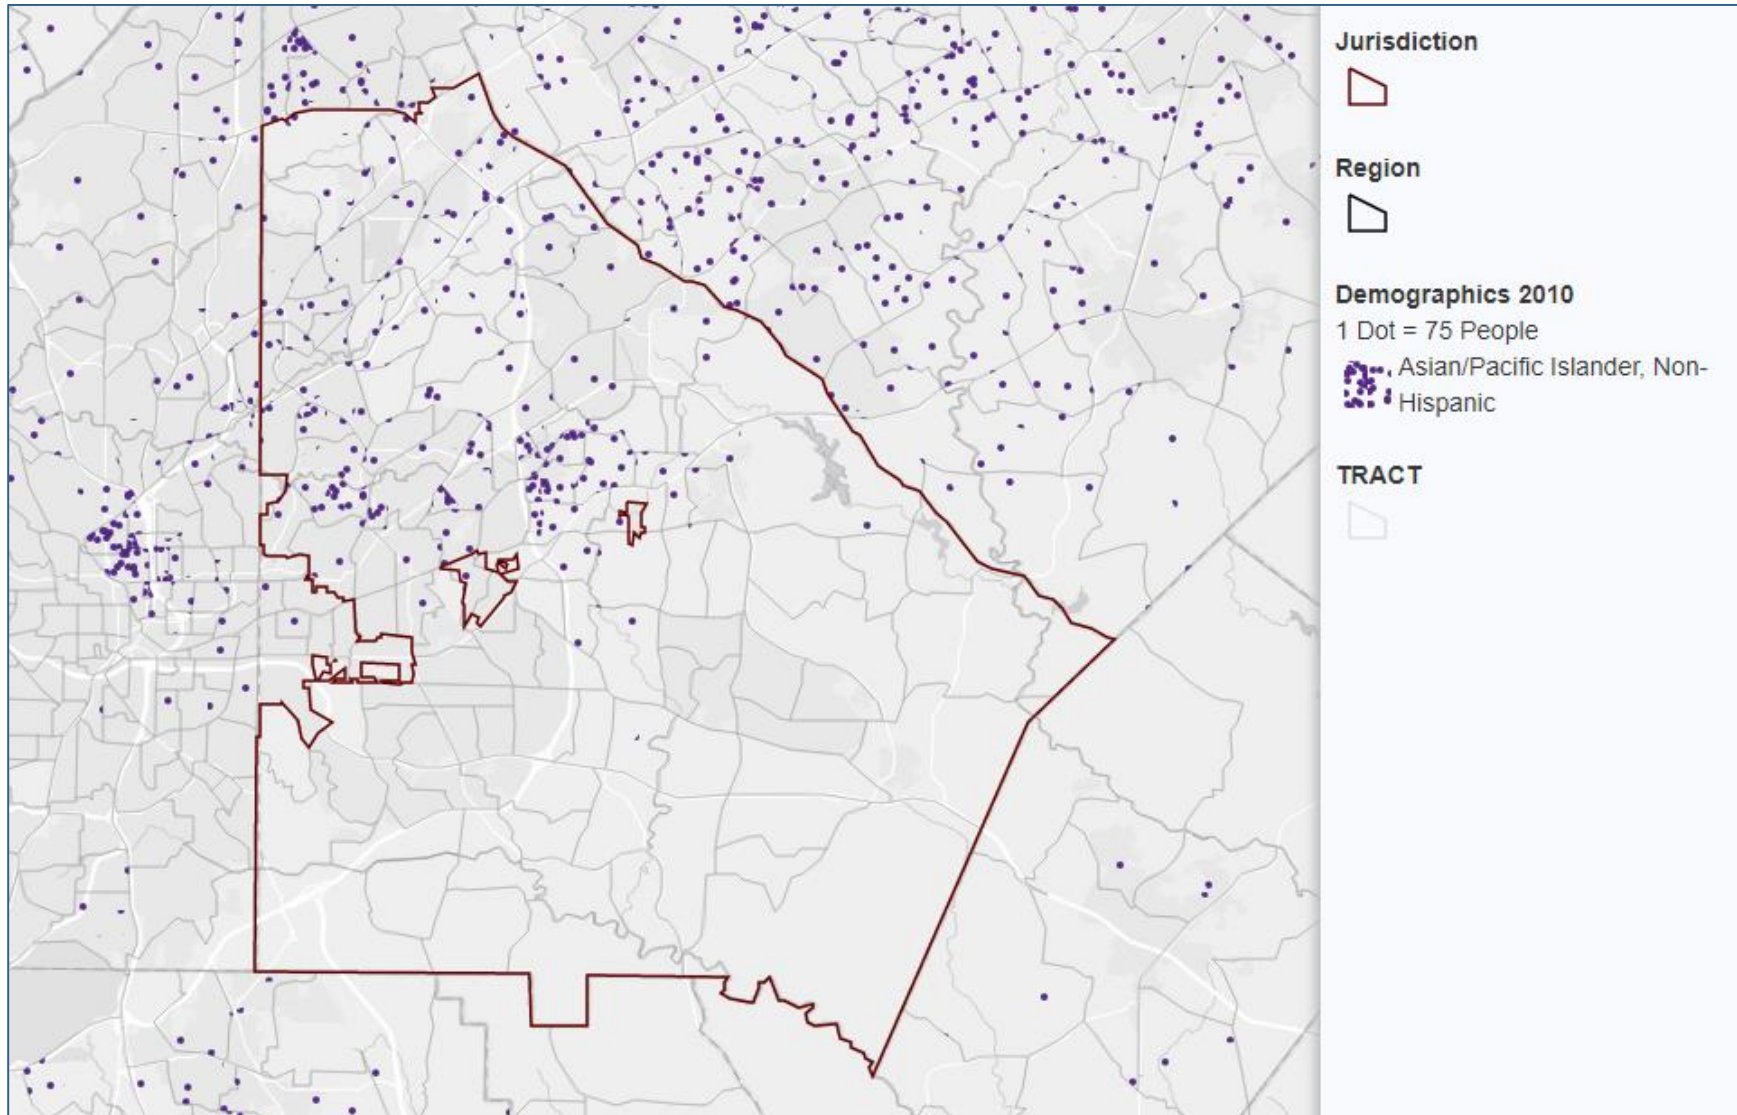 Jurisdiction
Region
Demographics 2010
1 Dot = 75 People
Asian/Pacific Islander, Non-
Hispanic
TRACT